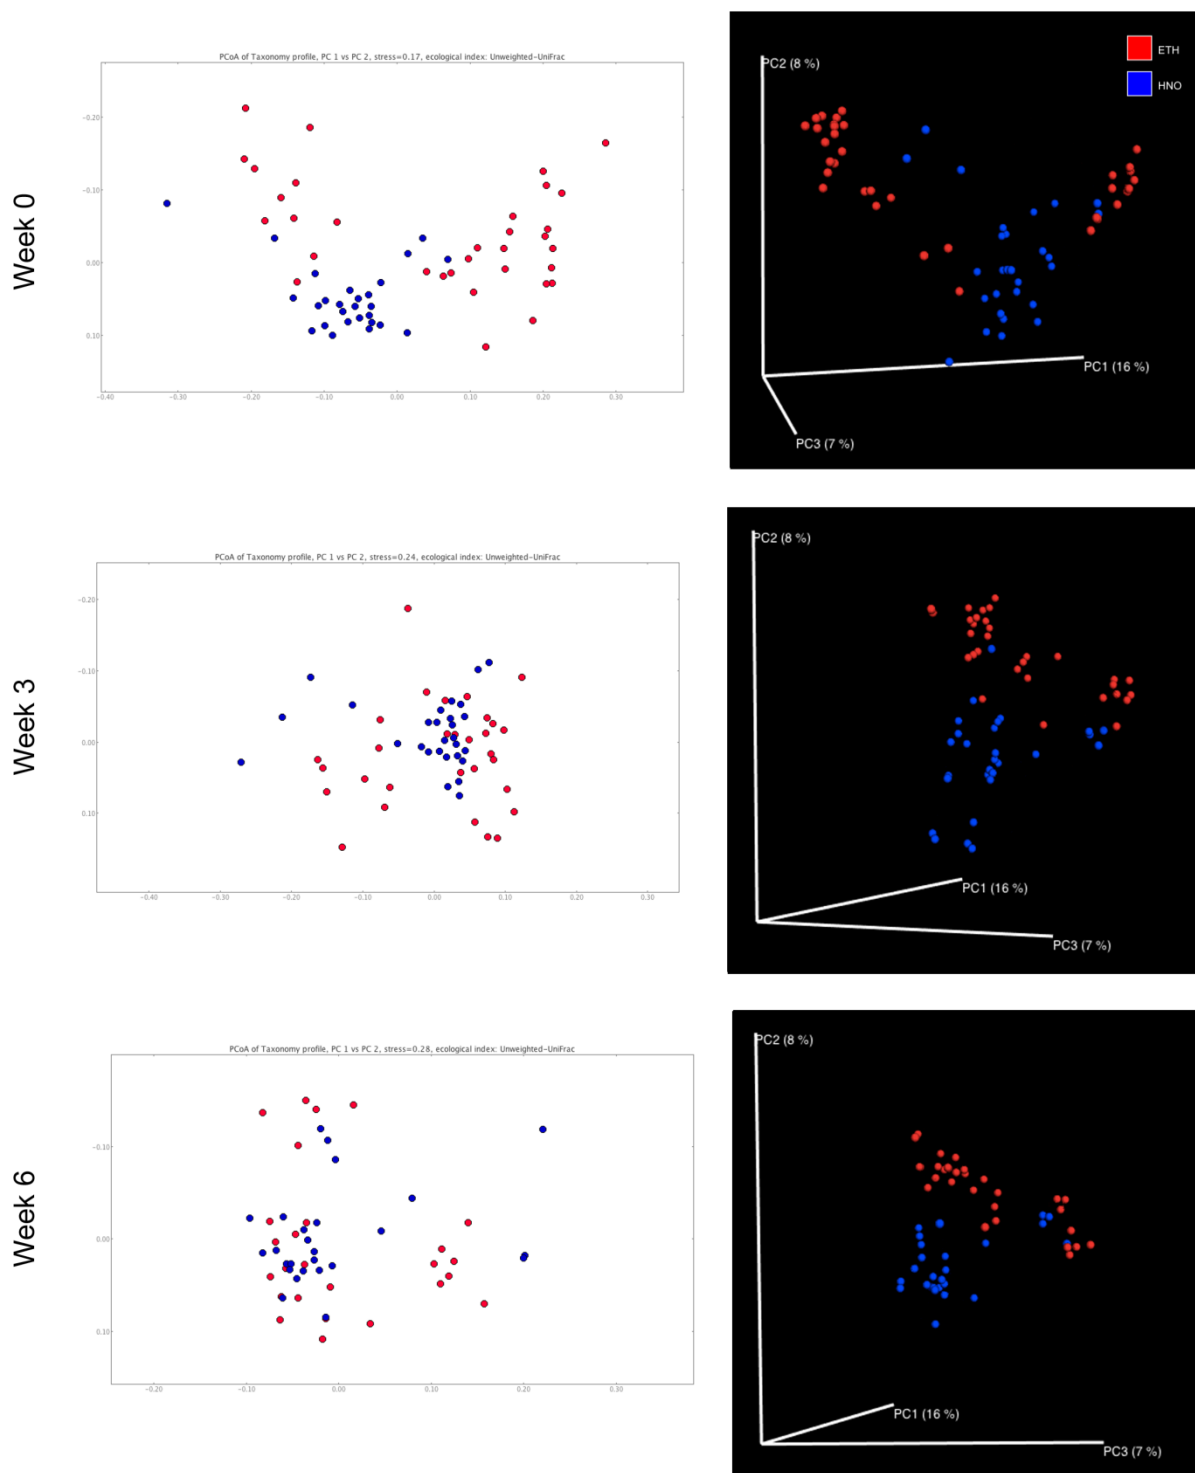 Week 0
PCoA of Taxonomy profile, PC 1 vs PC 2, stress=0.17, ecological index: Unweighted-UniFrac
−0.20
−0.10
0.00
0.10
−0.40 −0.30 −0.20 −0.10 0.00 0.10 0.20 0.30
PC2 (8 %)
ETH
HNO
PC1 (16 %)
PC3 (7 %)
Week 3
PCoA of Taxonomy profile, PC 1 vs PC 2, stress=0.24, ecological index: Unweighted-UniFrac
−0.20
−0.10
0.00
0.10
−0.40 −0.30 −0.20 −0.10 0.00 0.10 0.20 0.30
PC2 (8 %)
PC1 (16 %)
PC3 (7 %)
Week 6
PCoA of Taxonomy profile, PC 1 vs PC 2, stress=0.28, ecological index: Unweighted-UniFrac
−0.10
0.00
0.10
−0.20 −0.10 0.00 0.10 0.20 0.30
PC2 (8 %)
PC1 (16 %)
PC3 (7 %)